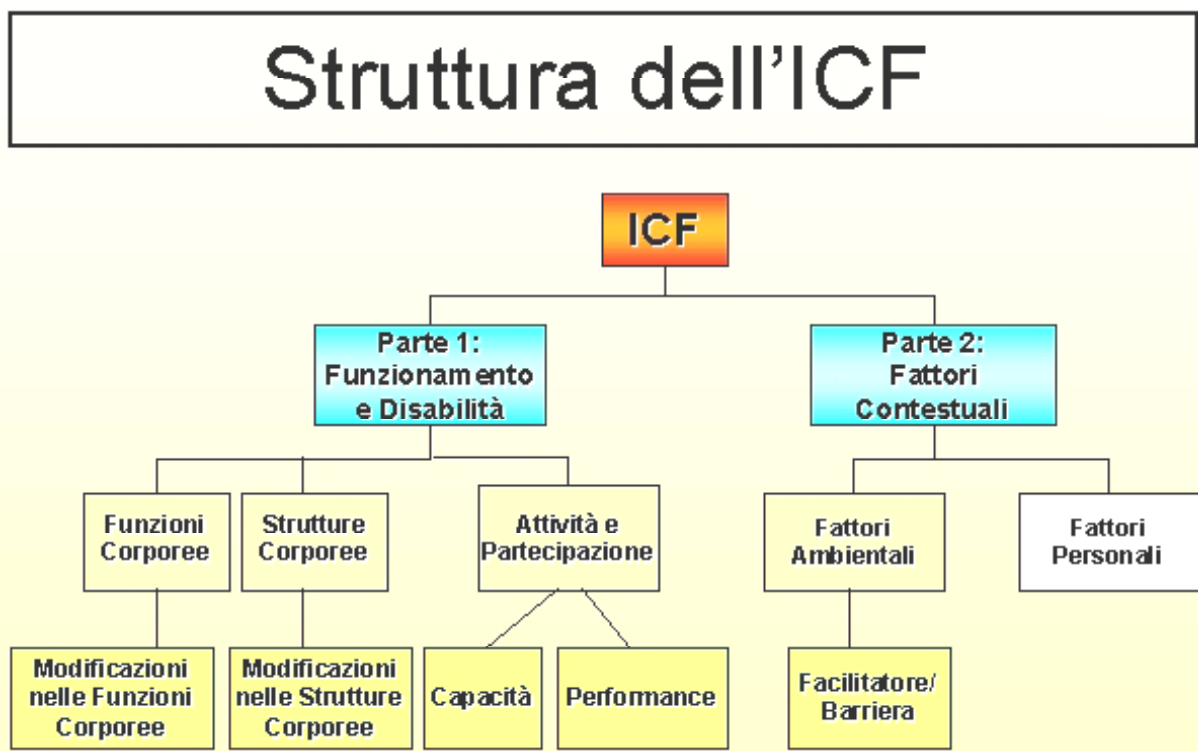 Struttura dell'ICF
ICF
Parte 1:
Funzionamento
e Disabilità
Parte 2:
Fattori
Contestuali
Funzioni
Corporee
Strutture
Corporee
Attività e
Partecipazione
Fattori
Ambientali
Fattori
Personali
Modificazioni
nelle Funzioni
Corporee
Modificazioni
nelle Strutture
Corporee
Capacità
Performance
Facilitatore/
Barriera